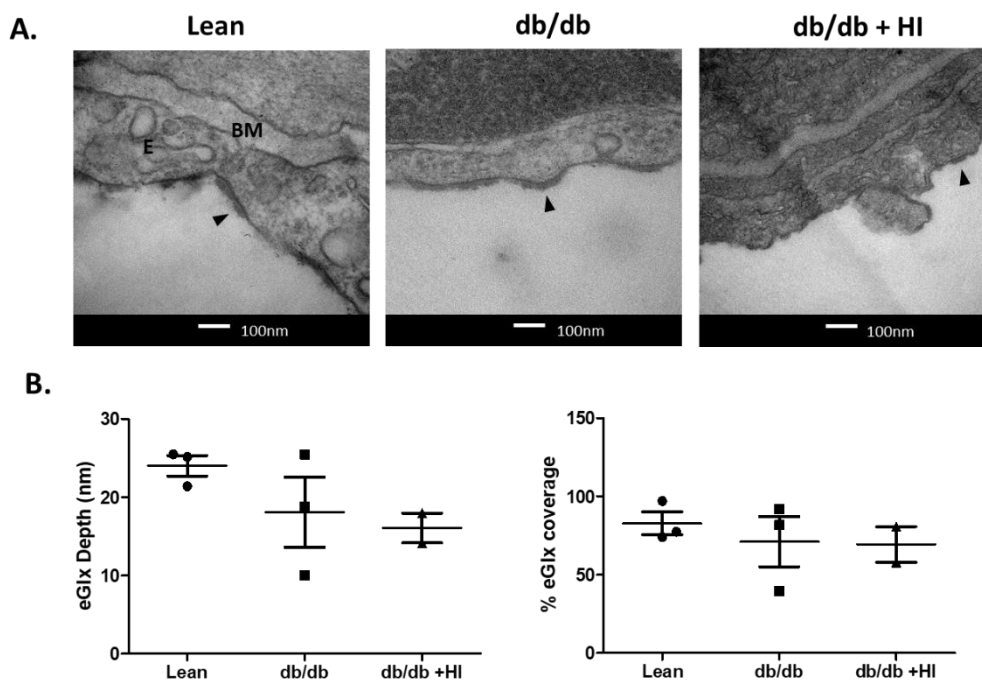 A.
Lean
db/db
db/db + HI
BM
E
100nm
100nm
100nm
B.
30
20
10
0
eGlx Depth (nm)
Lean
db/db
db/db +HI
150
100
50
0
% eGlx coverage
Lean
db/db
db/db +HI